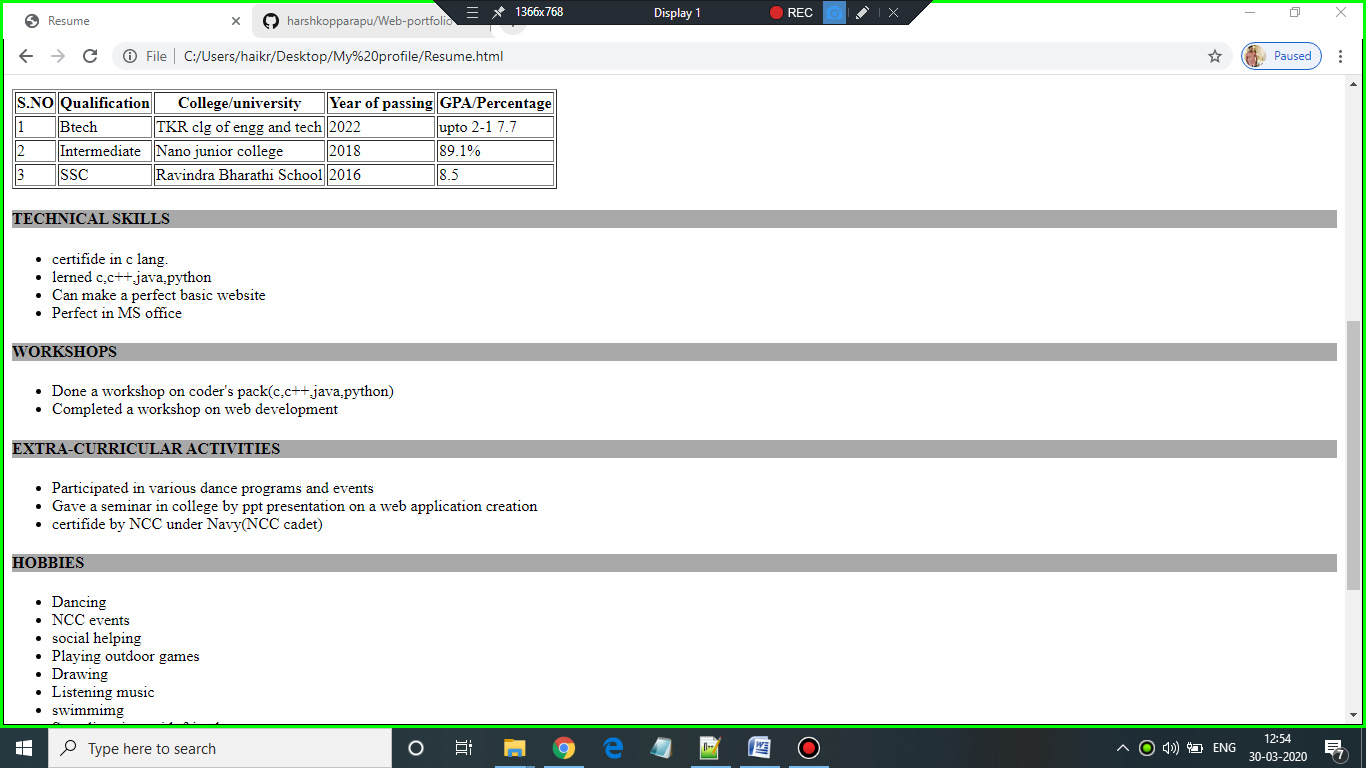 1366x768 Display 1 REC
Resume harshkopparapu/Web-portfolio
File C:/Users/haikr/Desktop/My%20profile/Resume.html Paused
S.NO Qualification College/university Year of passing GPA/Percentage
1 Btech TKR clg of engg and tech 2022 upto 2-1 7.7
2 Intermediate Nano junior college 2018 89.1%
3 SSC Ravindra Bharathi School 2016 8.5
TECHNICAL SKILLS
certifide in c lang.
lerned c,c++,java,python
Can make a perfect basic website
Perfect in MS office
WORKSHOPS
Done a workshop on coder's pack(c,c++,java,python)
Completed a workshop on web development
EXTRA-CURRICULAR ACTIVITIES
Participated in various dance programs and events
Gave a seminar in college by ppt presentation on a web application creation
certifide by NCC under Navy(NCC cadet)
HOBBIES
Dancing
NCC events
social helping
Playing outdoor games
Drawing
Listening music
swimmimg
Type here to search ENG 12:54
30-03-2020 7